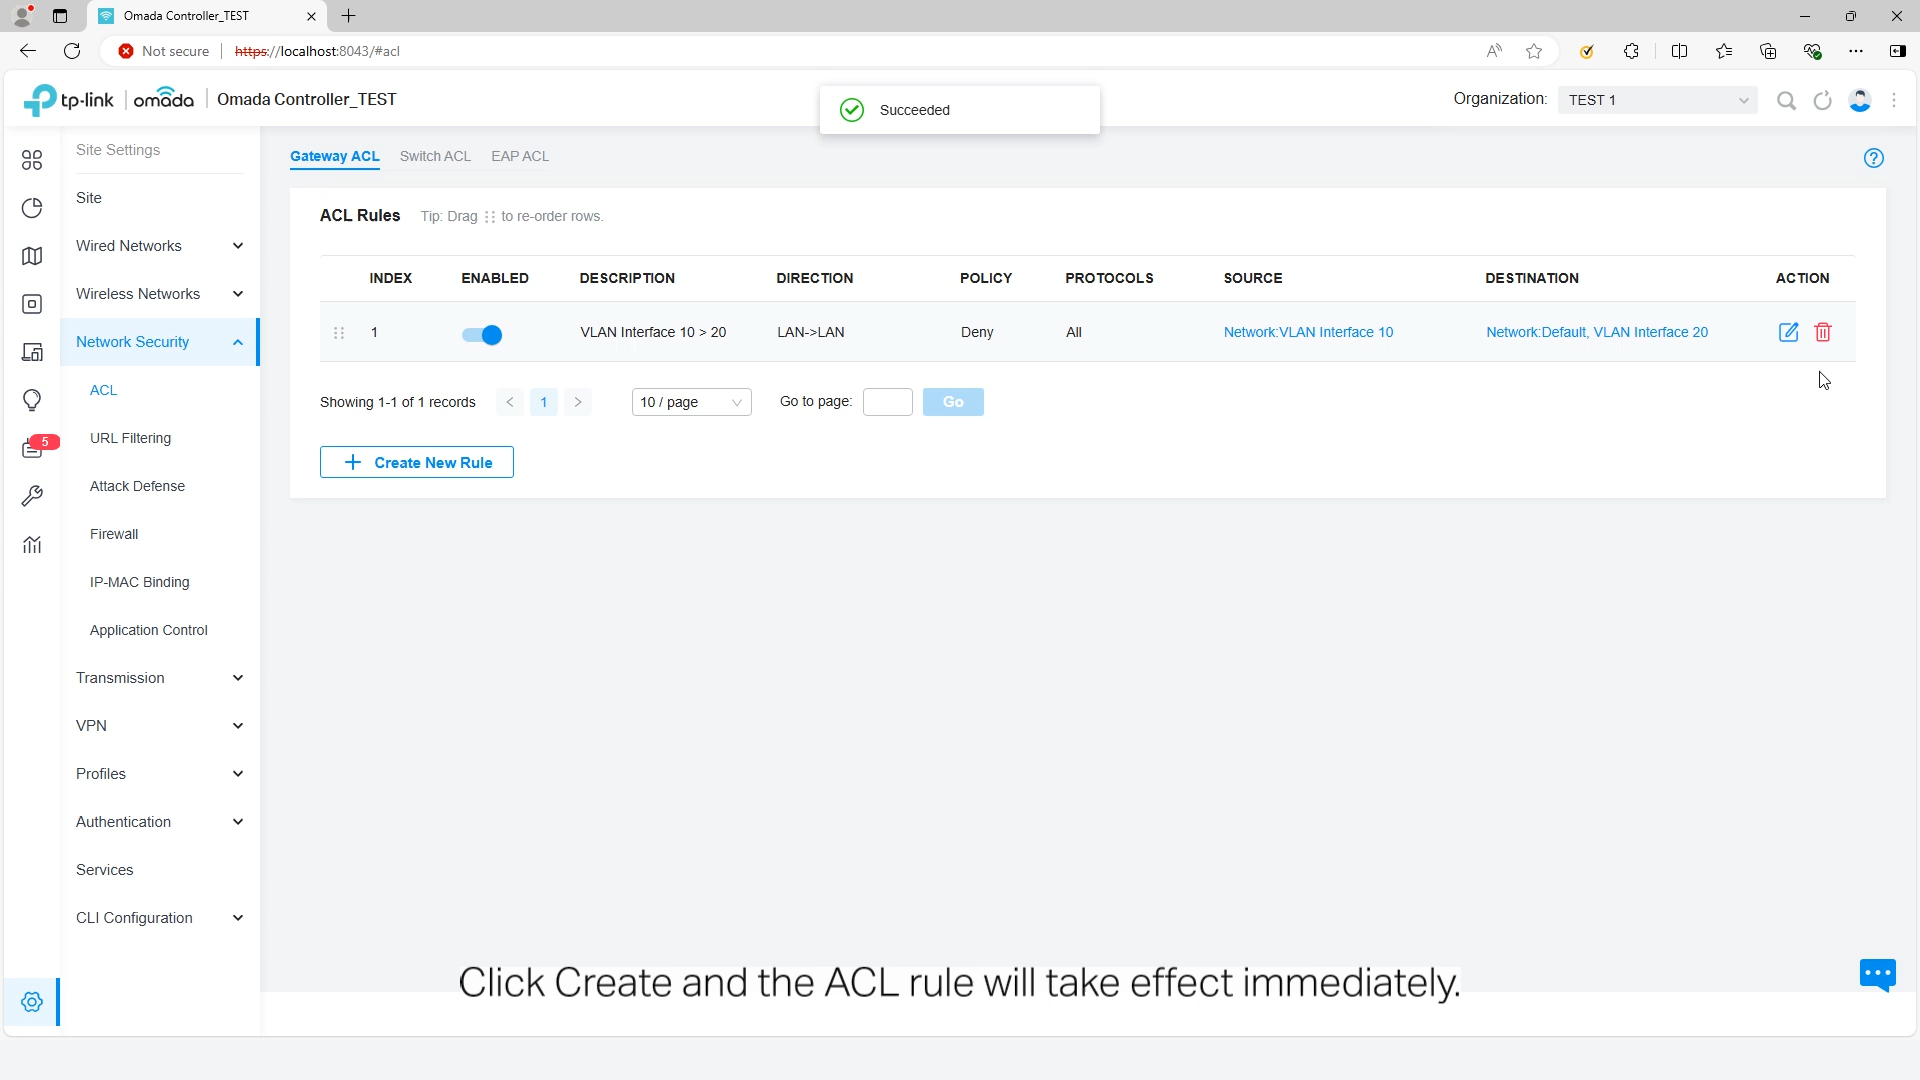 Omada Controller_TEST
Not secure
https://localhost:8043/#acl
tp-link omada Omada Controller_TEST
Succeeded
Organization: TEST 1
Site Settings
Site
Wired Networks
Wireless Networks
Network Security
ACL
URL Filtering
Attack Defense
Firewall
IP-MAC Binding
Application Control
Transmission
VPN
Profiles
Authentication
Services
CLI Configuration
5
Gateway ACL Switch ACL EAP ACL
ACL Rules Tip: Drag to re-order rows.
INDEX ENABLED DESCRIPTION DIRECTION POLICY PROTOCOLS SOURCE DESTINATION ACTION
1 VLAN Interface 10 > 20 LAN->LAN Deny All Network:VLAN Interface 10 Network:Default, VLAN Interface 20
Showing 1-1 of 1 records < 1 > 10 / page Go to page: Go
+ Create New Rule
Click Create and the ACL rule will take effect immediately.